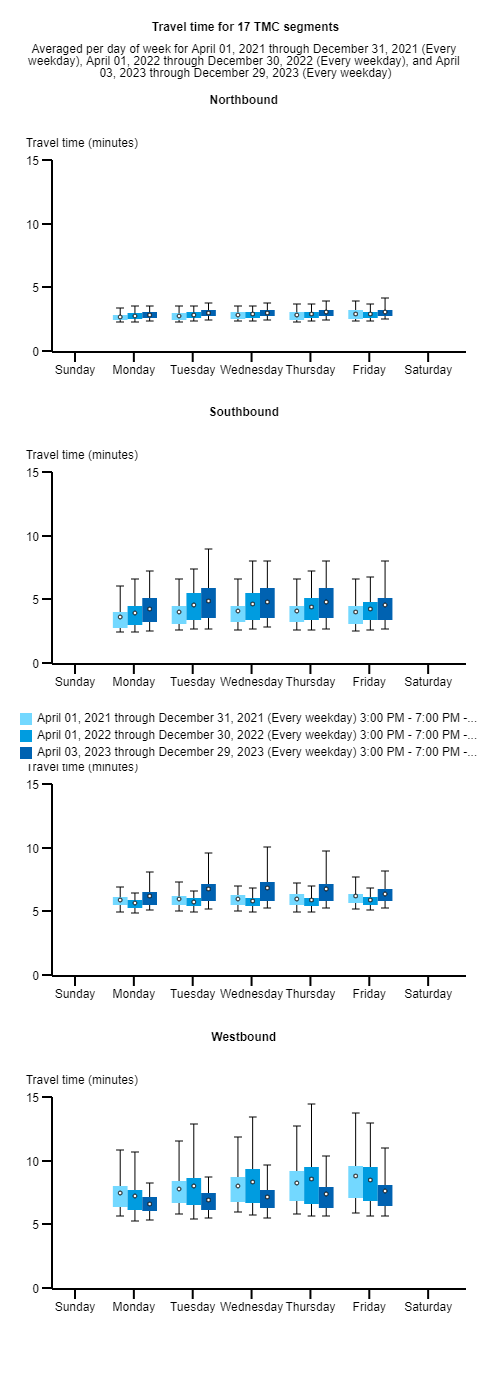 Travel time for 17 TMC segments
Averaged per day of week for April 01, 2021 through December 31, 2021 (Every
weekday), April 01, 2022 through December 30, 2022 (Every weekday), and April
03, 2023 through December 29, 2023 (Every weekday)
Northbound
Travel time (minutes)
15
10
5
0
Sunday Monday Tuesday Wednesday Thursday Friday Saturday
Southbound
Travel time (minutes)
15
10
5
0
Sunday Monday Tuesday Wednesday Thursday Friday Saturday
April 01, 2021 through December 31, 2021 (Every weekday) 3:00 PM - 7:00 PM -...
April 01, 2022 through December 30, 2022 (Every weekday) 3:00 PM - 7:00 PM -...
April 03, 2023 through December 29, 2023 (Every weekday) 3:00 PM - 7:00 PM -...
Travel time (minutes)
15
10
5
0
Sunday Monday Tuesday Wednesday Thursday Friday Saturday
Westbound
Travel time (minutes)
15
10
5
0
Sunday Monday Tuesday Wednesday Thursday Friday Saturday